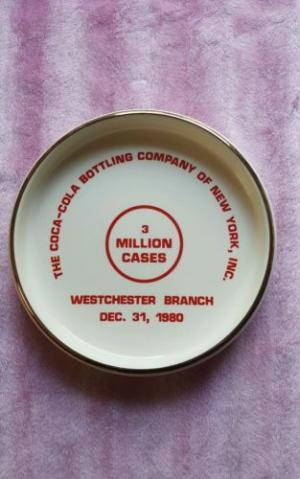 THE COCA-COLA BOTTLING COMPANY OF NEW YORK, INC.
3
MILLION
CASES
WESTCHESTER BRANCH
DEC. 31, 1980